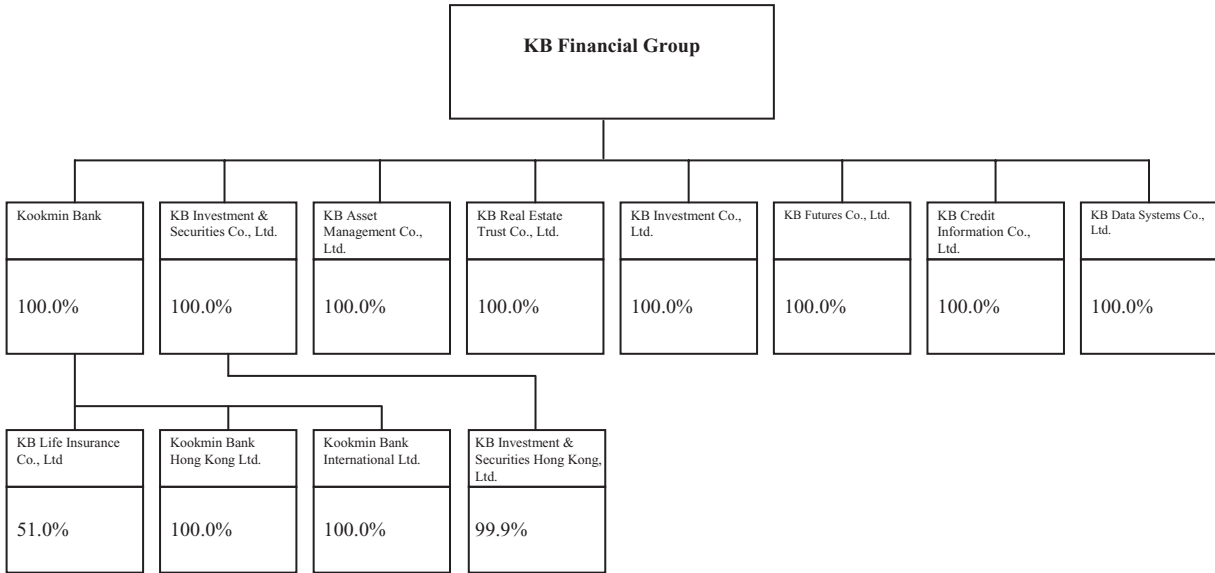 KB Financial Group
Kookmin Bank
100.0%
KB Investment &
Securities Co., Ltd.
100.0%
KB Asset
Management Co.,
Ltd.
100.0%
KB Real Estate
Trust Co., Ltd.
100.0%
KB Investment Co.,
Ltd.
100.0%
KB Futures Co., Ltd.
100.0%
KB Credit
Information Co.,
Ltd.
100.0%
KB Data Systems Co.,
Ltd.
100.0%
KB Life Insurance
Co., Ltd
51.0%
Kookmin Bank
Hong Kong Ltd.
100.0%
Kookmin Bank
International Ltd.
100.0%
KB Investment &
Securities Hong Kong,
Ltd.
99.9%